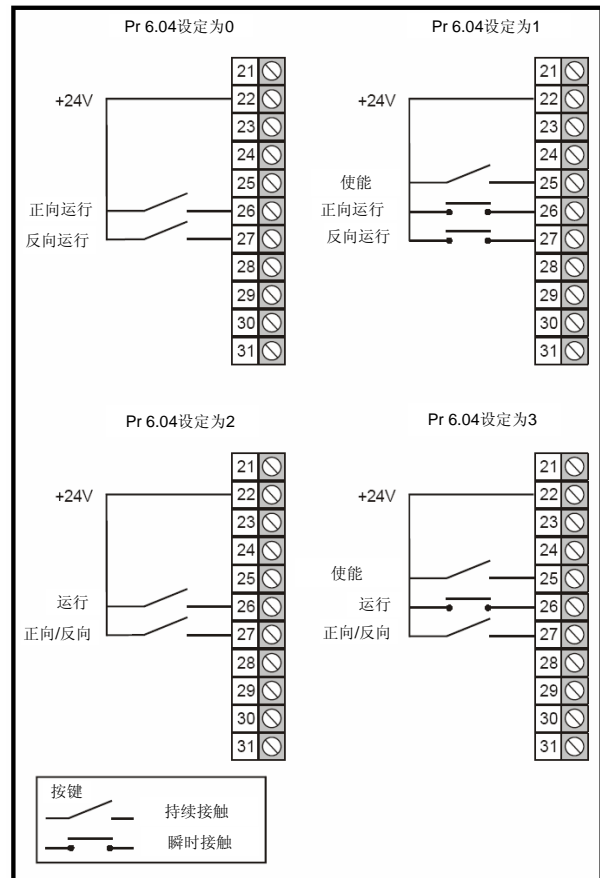 Pr 6.04设定为0
21
+24V 22
23
24
25
正向运行 26
反向运行 27
28
29
30
31
Pr 6.04设定为1
21
+24V 22
23
24
使能 25
正向运行 26
反向运行 27
28
29
30
31
Pr 6.04设定为2
21
+24V 22
23
24
25
运行 26
正向/反向 27
28
29
30
31
Pr 6.04设定为3
21
+24V 22
23
24
使能 25
运行 26
正向/反向 27
28
29
30
31
按键
持续接触
瞬时接触